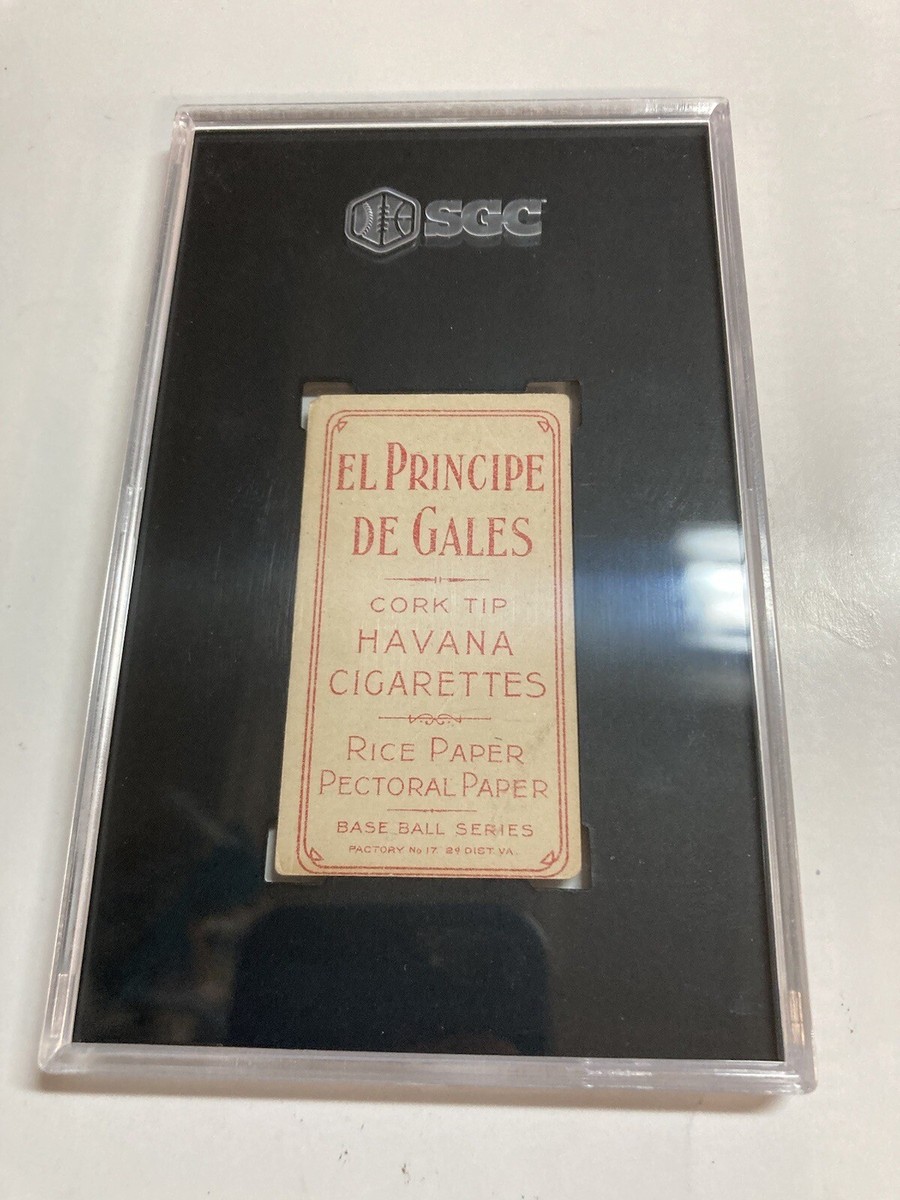 SGC
EL PRINCIPE
DE GALES
CORK TIP
HAVANA
CIGARETTES
RICE PAPER
PECTORAL PAPER
BASE BALL SERIES
FACTORY No 17. 2d DIST. VA.